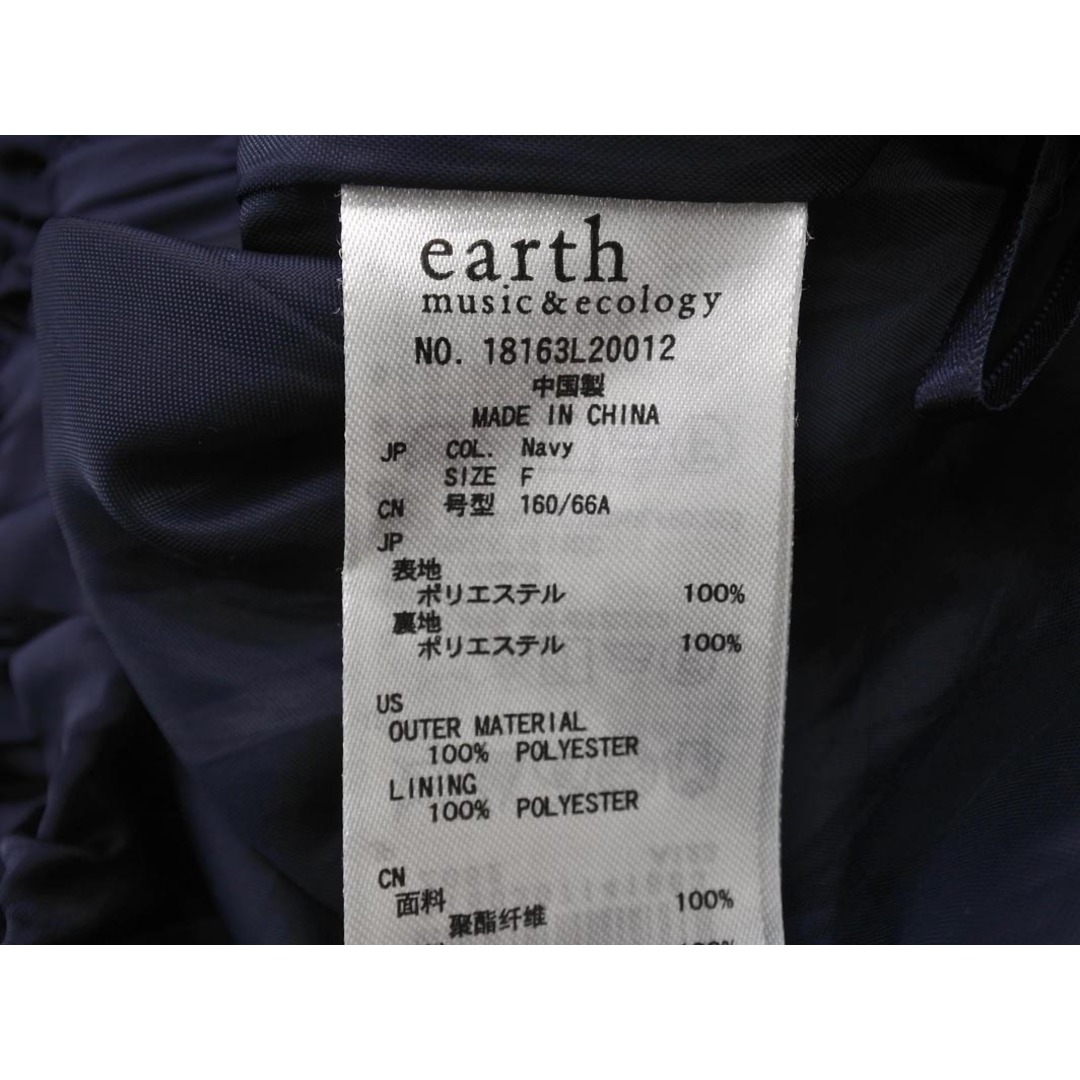 earth
music&ecology
NO. 18163L20012
中国製
MADE IN CHINA
JP COL. Navy
SIZE F
CN 号型 160/66A
JP
表地
ポリエステル 100%
裏地
ポリエステル 100%
US
OUTER MATERIAL
100% POLYESTER
LINING
100% POLYESTER
CN
面料
聚酯纤维 100%